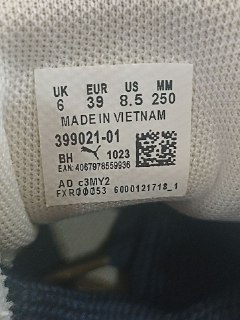 UK EUR US MM
6 39 8.5 250
MADE IN VIETNAM
399021-01
BH 1023
EAN: 4067978559936
AD c3MY2
FXR00053 6000121718_1